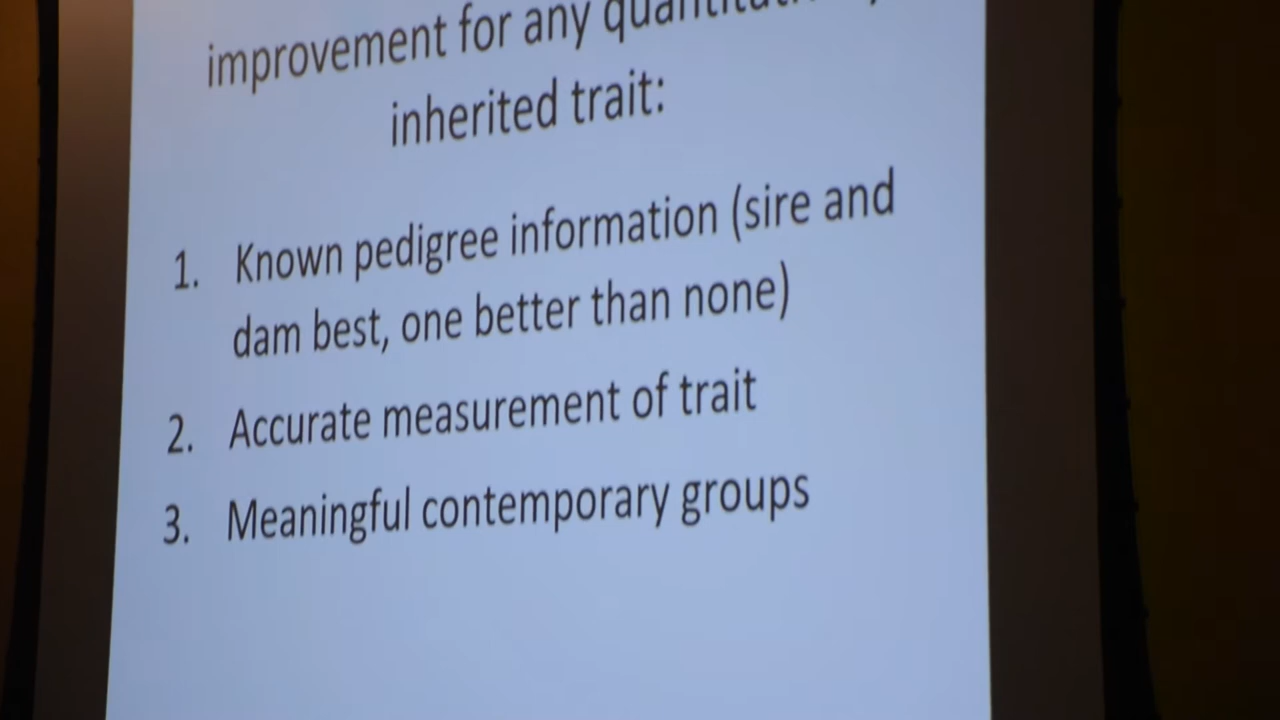 improvement for any
inherited trait:
1. Known pedigree information (sire and
dam best, one better than none)
2. Accurate measurement of trait
3. Meaningful contemporary groups